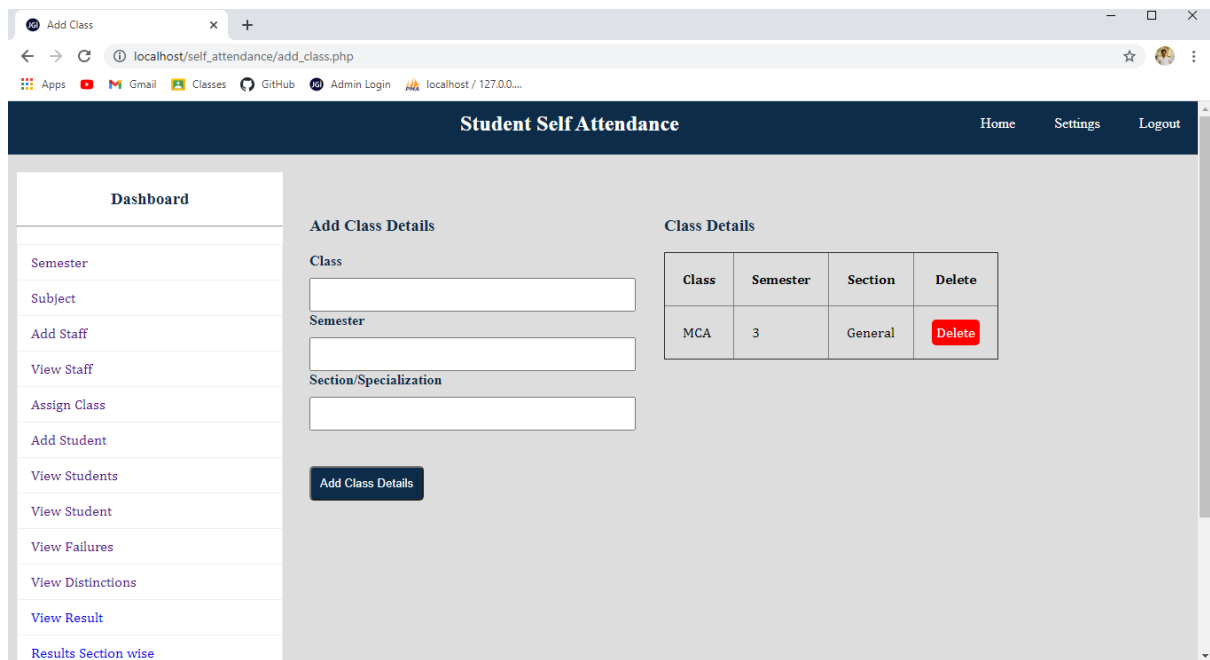 JGI Add Class
localhost/self_attendance/add_class.php
Apps Gmail Classes GitHub JGI Admin Login localhost / 127.0.0....
Student Self Attendance Home Settings Logout
Dashboard
Semester
Subject
Add Staff
View Staff
Assign Class
Add Student
View Students
View Student
View Failures
View Distinctions
View Result
Results Section wise
Add Class Details
Class
Semester
Section/Specialization
Add Class Details
Class Details
Class Semester Section Delete
MCA 3 General Delete